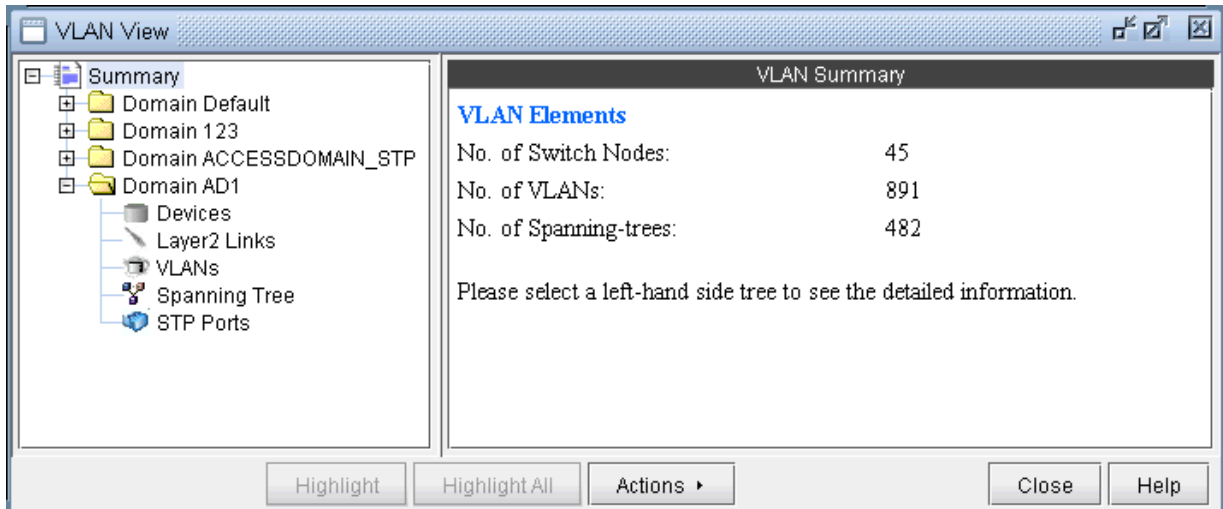 VLAN View
Summary
Domain Default
Domain 123
Domain ACCESSDOMAIN_STP
Domain AD1
Devices
Layer2 Links
VLANs
Spanning Tree
STP Ports
VLAN Summary
VLAN Elements
No. of Switch Nodes: 45
No. of VLANs: 891
No. of Spanning-trees: 482
Please select a left-hand side tree to see the detailed information.
Highlight Highlight All Actions Close Help